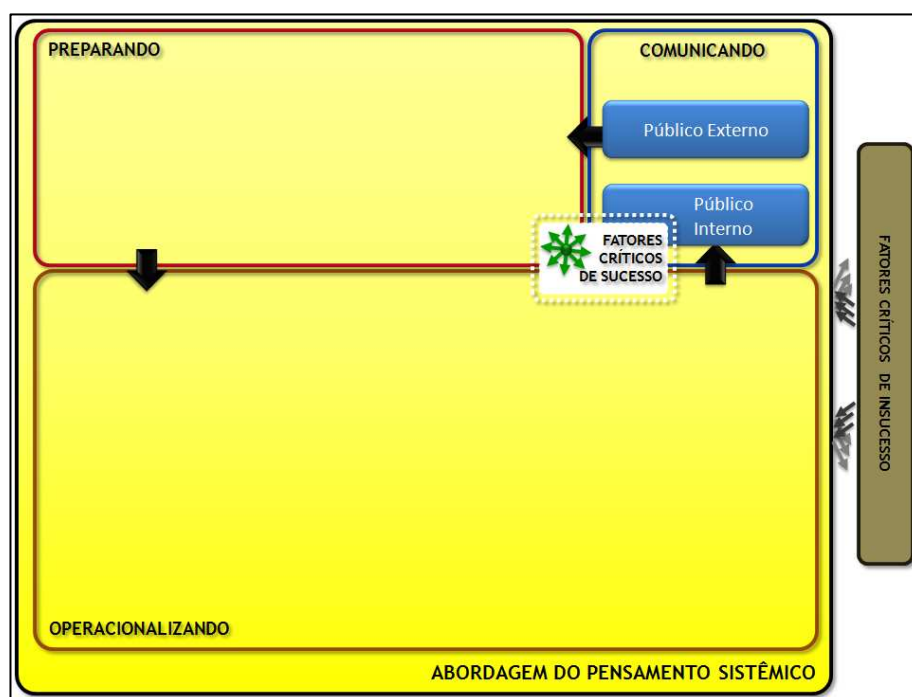 PREPARANDO
COMUNICANDO
Público Externo
Público
Interno
FATORES
CRÍTICOS
DE SUCESSO
FATORES CRÍTICOS DE INSUCESSO
OPERACIONALIZANDO
ABORDAGEM DO PENSAMENTO SISTÊMICO